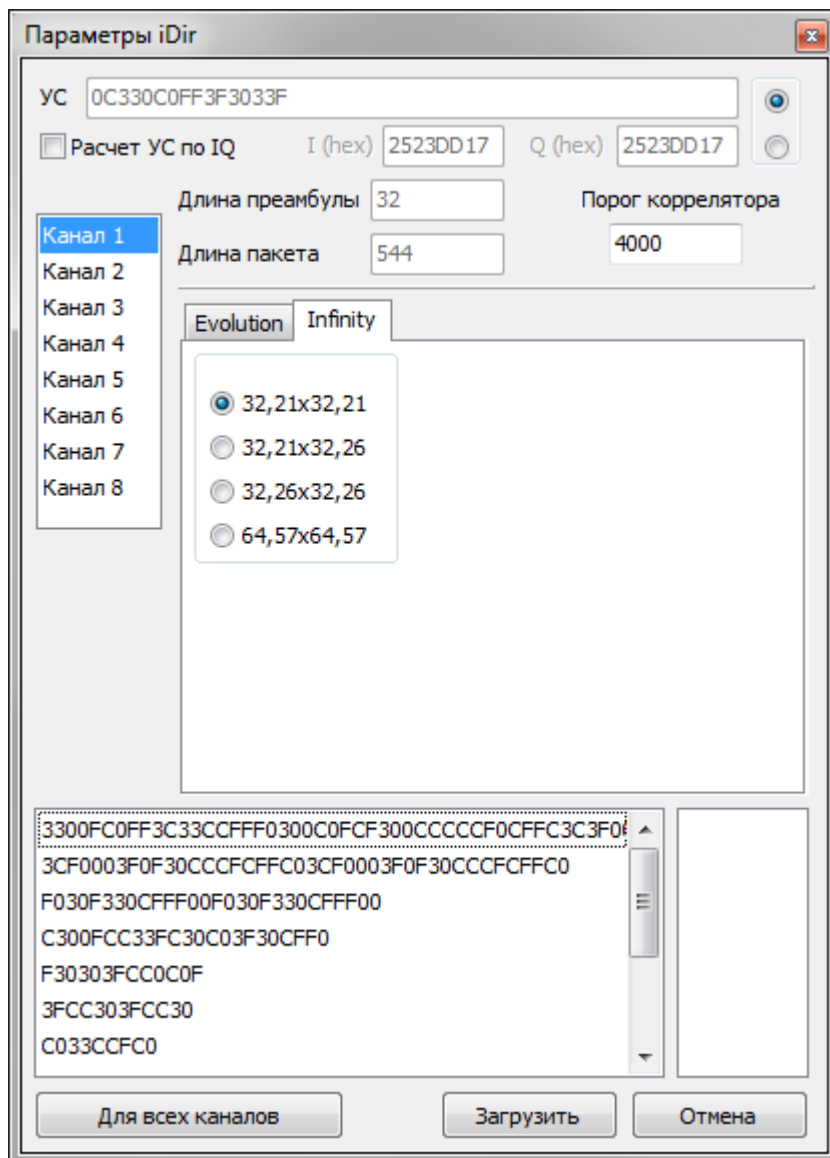 Параметры iDir
УС 0C330C0FF3F3033F
Расчет УС по IQ I (hex) 2523DD17 Q (hex) 2523DD17
Длина преамбулы 32 Порог коррелятора
4000
Длина пакета 544
Канал 1
Канал 2
Канал 3
Канал 4
Канал 5
Канал 6
Канал 7
Канал 8
Evolution Infinity
32,21x32,21
32,21x32,26
32,26x32,26
64,57x64,57
3300FC0FF3C33CCFFF0300C0FCF300CCCCCF0CFFC3C3F0
3CF0003F0F30CCCFCFFC03CF0003F0F30CCCFCFFC0
F030F330CFFF00F030F330CFFF00
C300FCC33FC30C03F30CFF0
F30303FCC0C0F
3FCC303FCC30
C033CCFC0
Для всех каналов Загрузить Отмена